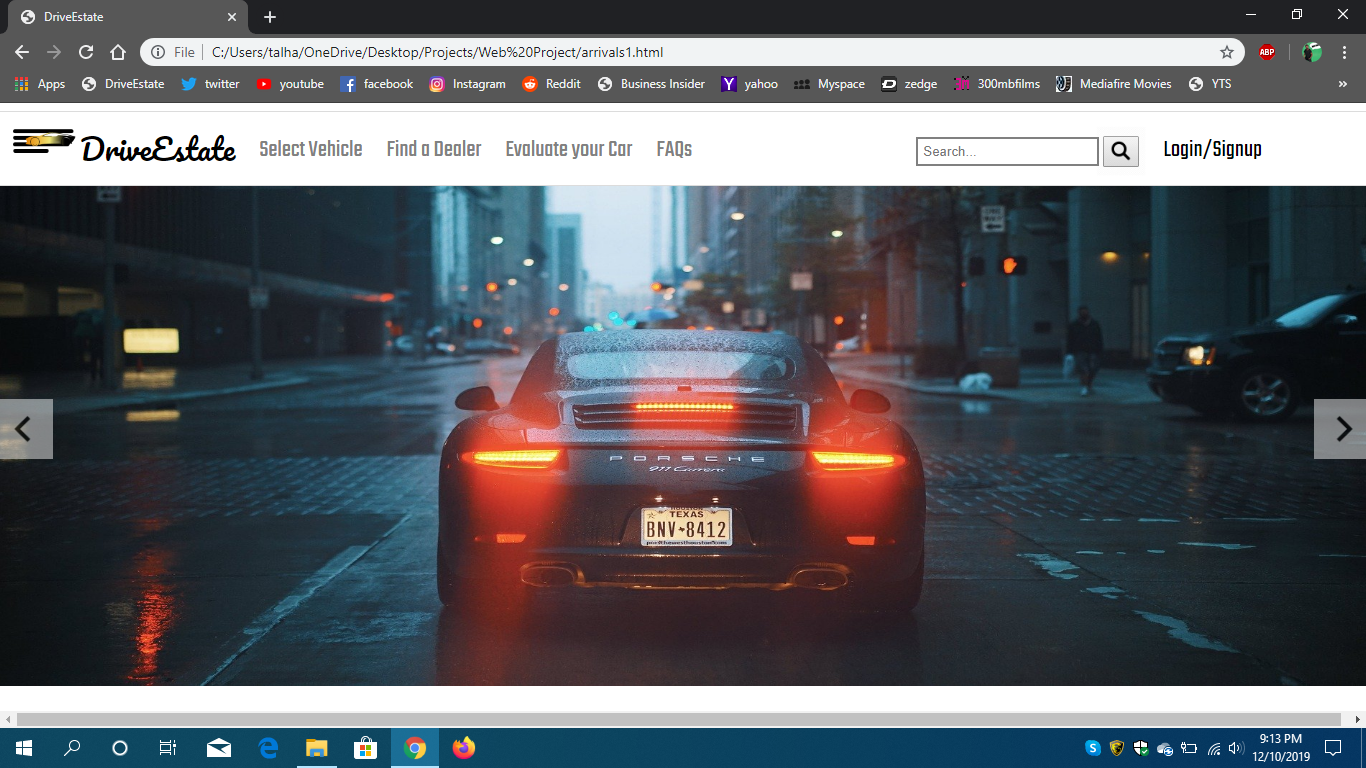 DriveEstate
File C:/Users/talha/OneDrive/Desktop/Projects/Web%20Project/arrivals1.html ABP
Apps DriveEstate twitter youtube facebook Instagram Reddit Business Insider yahoo Myspace zedge 300mbfilms Mediafire Movies YTS »
DriveEstate Select Vehicle Find a Dealer Evaluate your Car FAQs Search... Login/Signup
PORSCHE
911 Carrera
TEXAS
BNV 8412
9:13 PM
12/10/2019